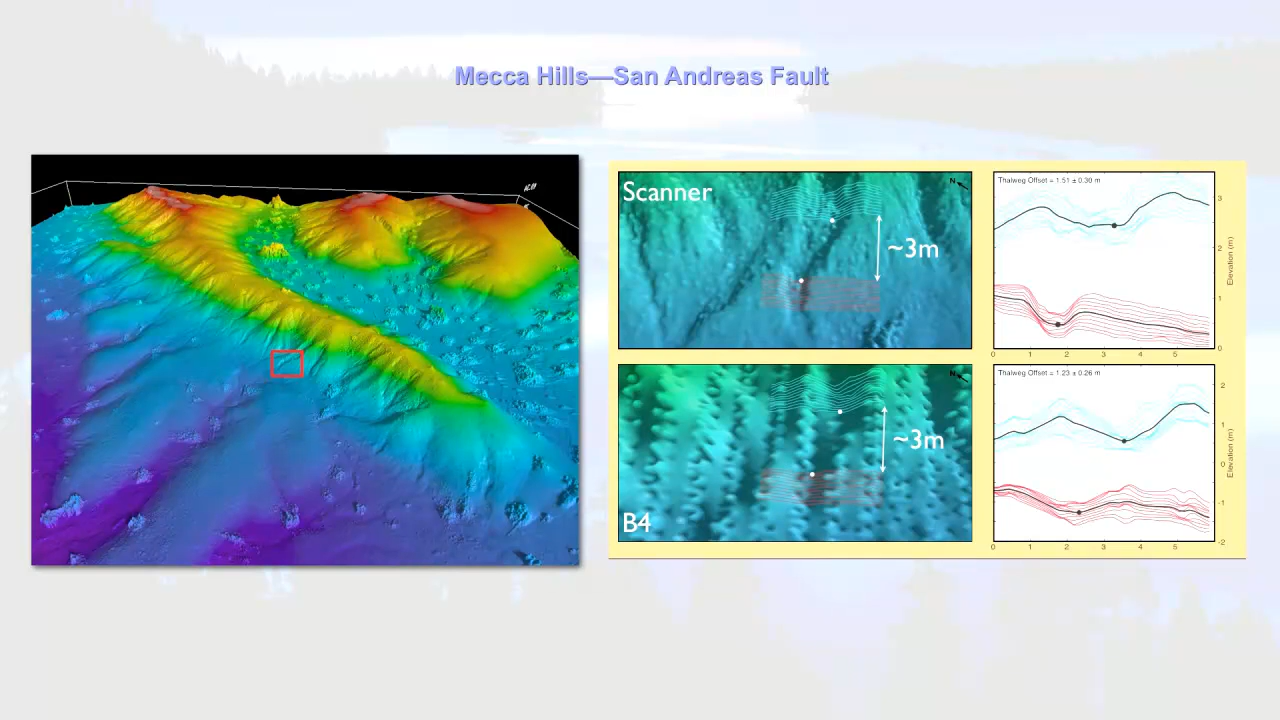 Mecca Hills—San Andreas Fault
Scanner
N
~3m
Thalweg Offset = 1.51 ± 0.30 m
3
2
1
0
Elevation (m)
0 1 2 3 4 5
B4
N
~3m
Thalweg Offset = 1.23 ± 0.26 m
2
1
0
-1
-2
Elevation (m)
0 1 2 3 4 5